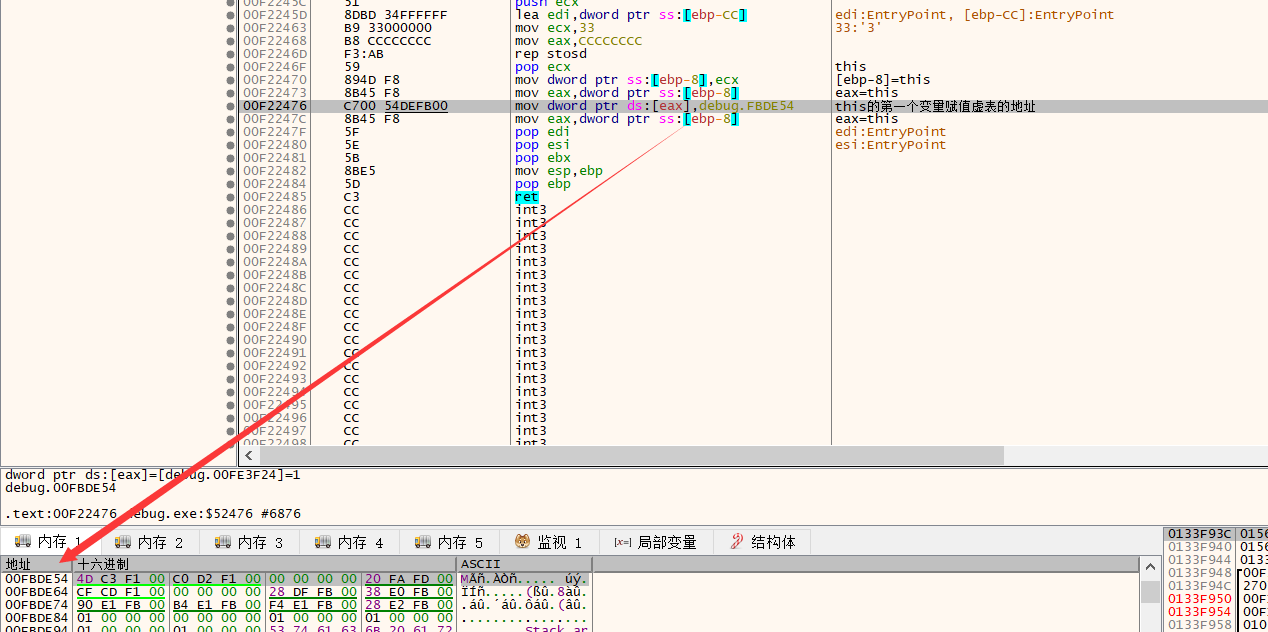 00F2245C 51 push ecx
00F2245D 8DBD 34FFFFFF lea edi,dword ptr ss:[ebp-CC] edi:EntryPoint, [ebp-CC]:EntryPoint
00F22463 B9 33000000 mov ecx,33 33:'3'
00F22468 B8 CCCCCCCC mov eax,CCCCCCCC
00F2246D F3:AB rep stosd
00F2246F 59 pop ecx this
00F22470 894D F8 mov dword ptr ss:[ebp-8],ecx [ebp-8]=this
00F22473 8B45 F8 mov eax,dword ptr ss:[ebp-8] eax=this
00F22476 C700 54DEFB00 mov dword ptr ds:[eax],debug.FBDE54 this的第一个变量赋值虚表的地址
00F2247C 8B45 F8 mov eax,dword ptr ss:[ebp-8] eax=this
00F2247F 5F pop edi edi:EntryPoint
00F22480 5E pop esi esi:EntryPoint
00F22481 5B pop ebx
00F22482 8BE5 mov esp,ebp
00F22484 5D pop ebp
00F22485 C3 ret
00F22486 CC int3
00F22487 CC int3
00F22488 CC int3
00F22489 CC int3
00F2248A CC int3
00F2248B CC int3
00F2248C CC int3
00F2248D CC int3
00F2248E CC int3
00F2248F CC int3
00F22490 CC int3
00F22491 CC int3
00F22492 CC int3
00F22493 CC int3
00F22494 CC int3
00F22495 CC int3
00F22496 CC int3
00F22497 CC int3
00F22498 CC int3
dword ptr ds:[eax]=[debug.00FE3F24]=1
debug.00FBDE54
.text:00F22476 debug.exe:$52476 #6876
内存 1 内存 2 内存 3 内存 4 内存 5 监视 1 [x=] 局部变量 结构体
地址 十六进制 ASCII
00FBDE54 4D C3 F1 00 C0 D2 F1 00 00 00 00 00 20 FA FD 00 MÃñ.Àòñ..... úý.
00FBDE64 CF CD F1 00 00 00 00 00 28 DF FB 00 38 E0 FB 00 ÏÍñ.....(ßû.8àû.
00FBDE74 90 E1 FB 00 B4 E1 FB 00 F4 E1 FB 00 28 E2 FB 00 .áû.´áû.ôáû.(âû.
00FBDE84 01 00 00 00 00 00 00 00 01 00 00 00 01 00 00 00 ................
00FBDE94 01 00 00 00 01 00 00 00 53 74 61 63 6B 20 61 72 ........Stack ar
0133F93C 0156
0133F940 0156
0133F944 0133
0133F948 00F
0133F94C 270
0133F950 00F
0133F954 00F
0133F958 010